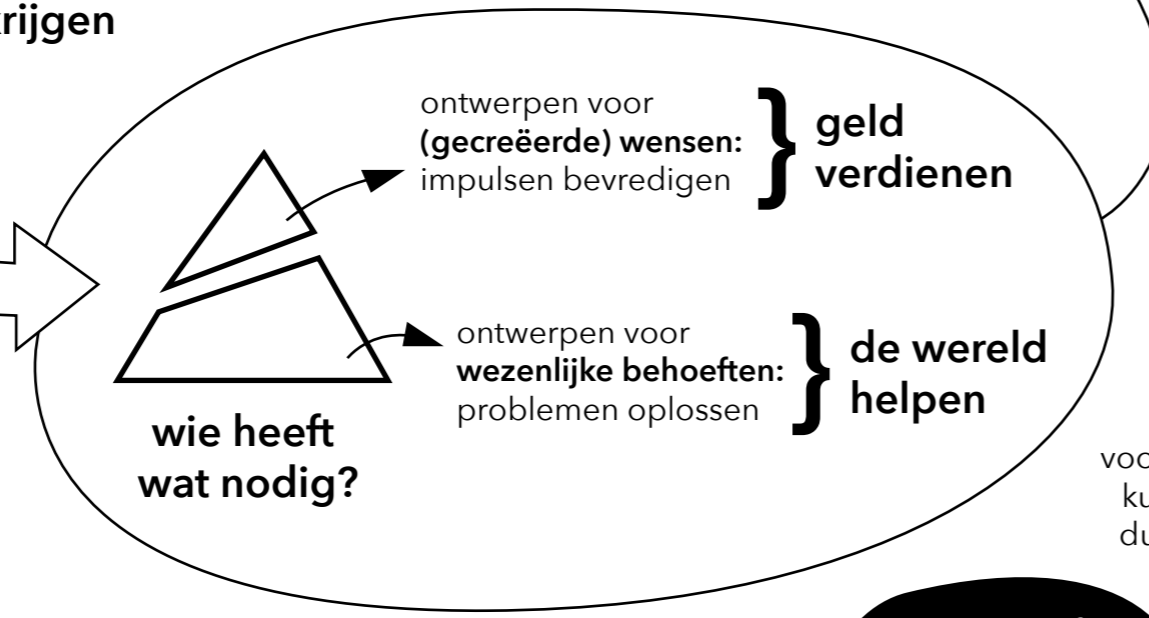 ontwerpen voor
(gecreëerde) wensen:
impulsen bevredigen
geld
verdienen
ontwerpen voor
wezenlijke behoeften:
problemen oplossen
de wereld
helpen
wie heeft
wat nodig?